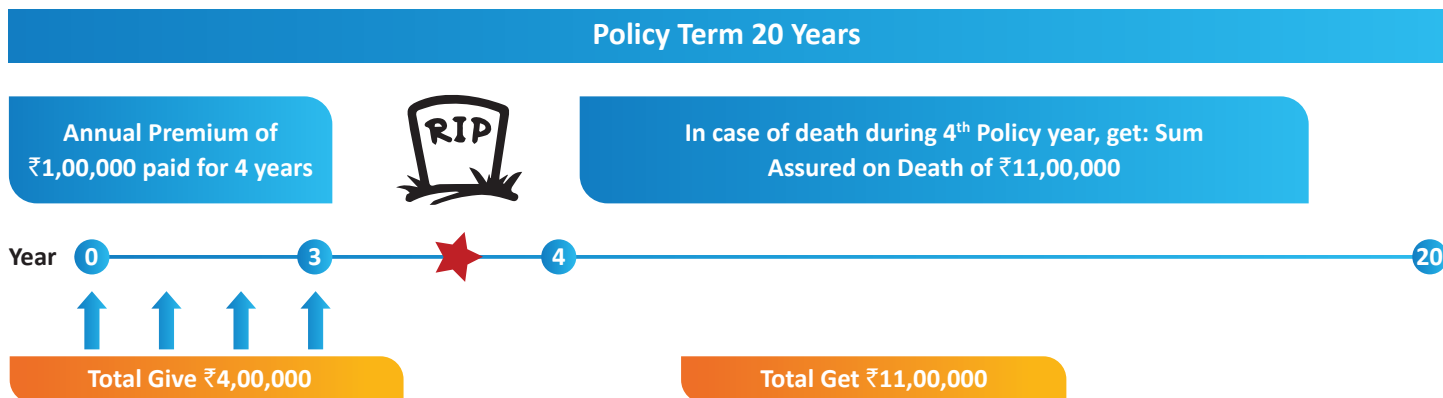 Policy Term 20 Years
Annual Premium of
₹1,00,000 paid for 4 years
RIP
In case of death during 4th Policy year, get: Sum
Assured on Death of ₹11,00,000
Year 0 3 4 20
Total Give ₹4,00,000
Total Get ₹11,00,000